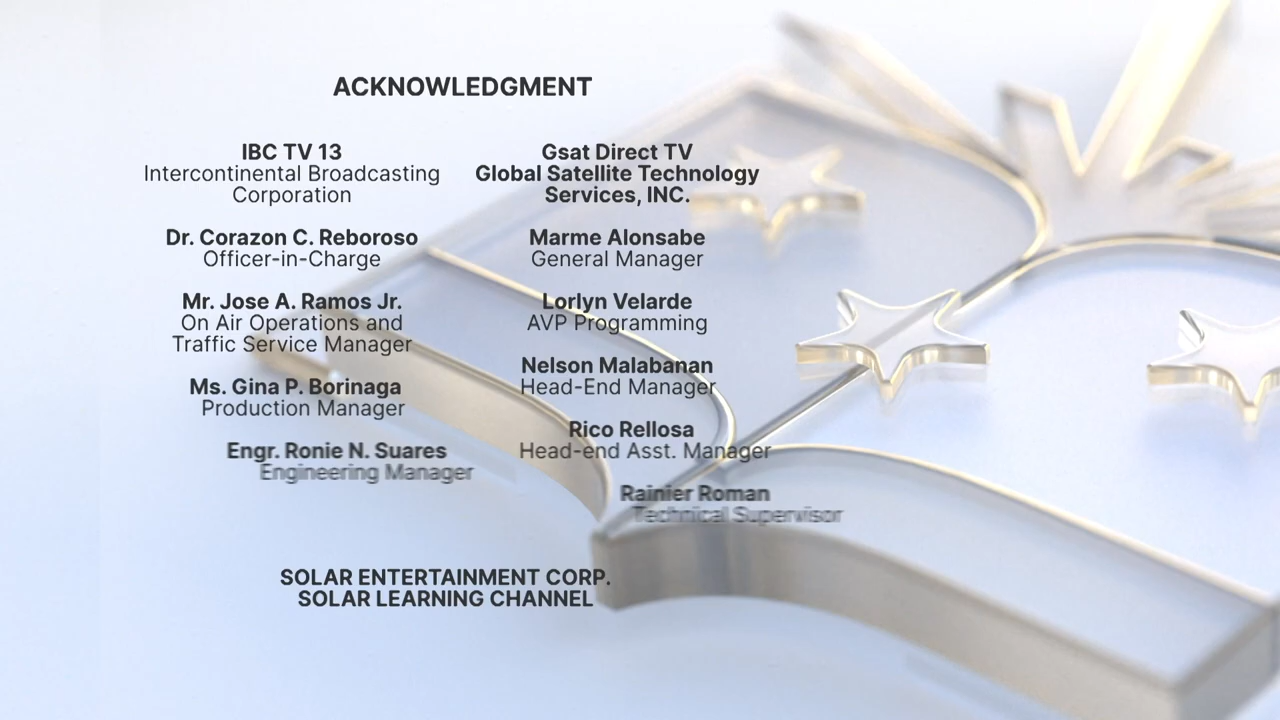 ACKNOWLEDGMENT
IBC TV 13
Intercontinental Broadcasting
Corporation
Dr. Corazon C. Reboroso
Officer-in-Charge
Mr. Jose A. Ramos Jr.
On Air Operations and
Traffic Service Manager
Ms. Gina P. Borinaga
Production Manager
Engr. Ronie N. Suares
Engineering Manager
Gsat Direct TV
Global Satellite Technology
Services, INC.
Marme Alonsabe
General Manager
Lorlyn Velarde
AVP Programming
Nelson Malabanan
Head-End Manager
Rico Rellosa
Head-end Asst. Manager
Rainier Roman
Technical Supervisor
SOLAR ENTERTAINMENT CORP.
SOLAR LEARNING CHANNEL